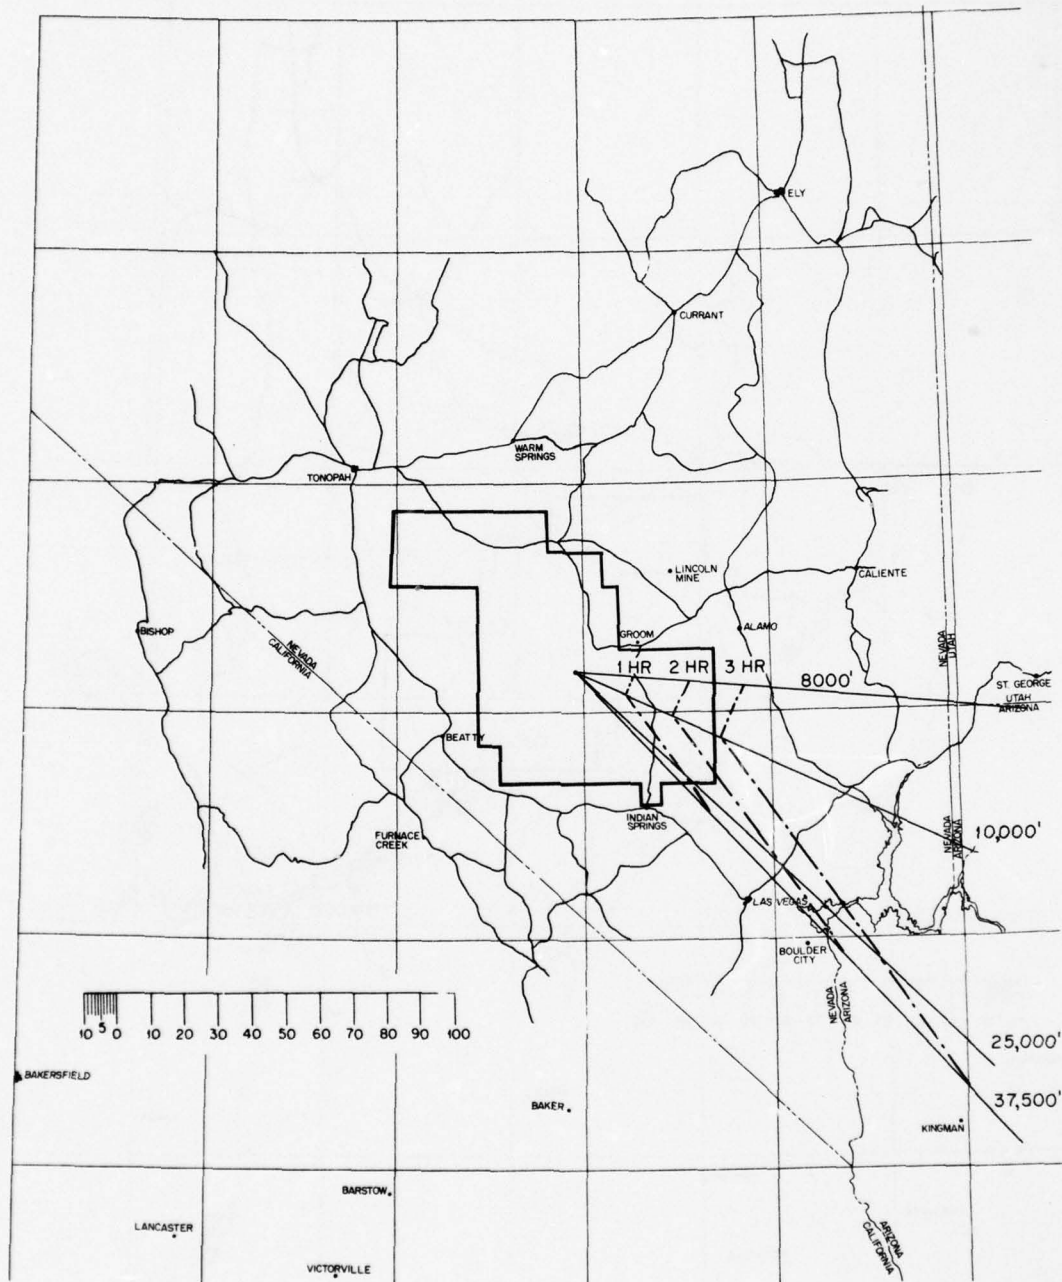 ELY
CURRANT
WARM
SPRINGS
TONOPAH
LINCOLN
MINE
CALIENTE
BISHOP
NEVADA
CALIFORNIA
GROOM
ALAMO
NEVADA
UTAH
1 HR
2 HR
3 HR
8000'
ST. GEORGE
UTAH
ARIZONA
BEATTY
INDIAN
SPRINGS
FURNACE
CREEK
NEVADA
ARIZONA
10,000'
LAS VEGAS
BOULDER
CITY
NEVADA
ARIZONA
10 5 0 10 20 30 40 50 60 70 80 90 100
25,000'
BAKERSFIELD
37,500'
BAKER
KINGMAN
BARSTOW
LANCASTER
ARIZONA
CALIFORNIA
VICTORVILLE